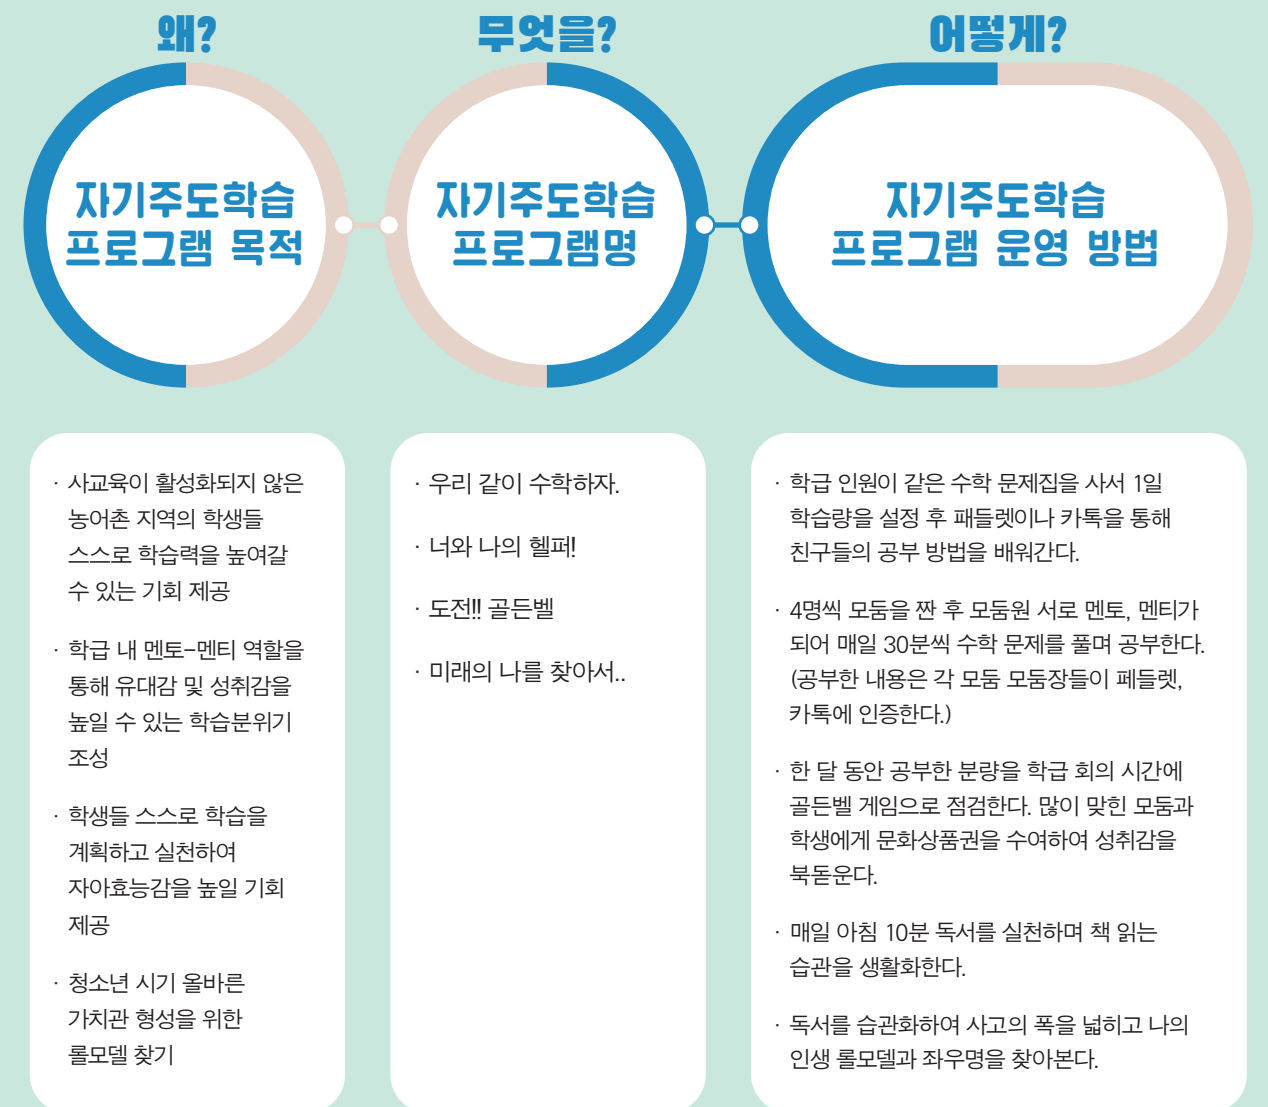 왜?
자기주도학습
프로그램 목적
· 사교육이 활성화되지 않은
농어촌 지역의 학생들
스스로 학습력을 높여갈
수 있는 기회 제공
· 학급 내 멘토-멘티 역할을
통해 유대감 및 성취감을
높일 수 있는 학습분위기
조성
· 학생들 스스로 학습을
계획하고 실천하여
자아효능감을 높일 기회
제공
· 청소년 시기 올바른
가치관 형성을 위한
롤모델 찾기
무엇을?
자기주도학습
프로그램명
· 우리 같이 수학하자.
· 너와 나의 헬퍼!
· 도전!! 골든벨
· 미래의 나를 찾아서..
어떻게?
자기주도학습
프로그램 운영 방법
· 학급 인원이 같은 수학 문제집을 사서 1일
학습량을 설정 후 패들렛이나 카톡을 통해
친구들의 공부 방법을 배워간다.
· 4명씩 모둠을 짠 후 모둠원 서로 멘토, 멘티가
되어 매일 30분씩 수학 문제를 풀며 공부한다.
(공부한 내용은 각 모둠 모둠장들이 페들렛,
카톡에 인증한다.)
· 한 달 동안 공부한 분량을 학급 회의 시간에
골든벨 게임으로 점검한다. 많이 맞힌 모둠과
학생에게 문화상품권을 수여하여 성취감을
북돋운다.
· 매일 아침 10분 독서를 실천하며 책 읽는
습관을 생활화한다.
· 독서를 습관화하여 사고의 폭을 넓히고 나의
인생 롤모델과 좌우명을 찾아본다.